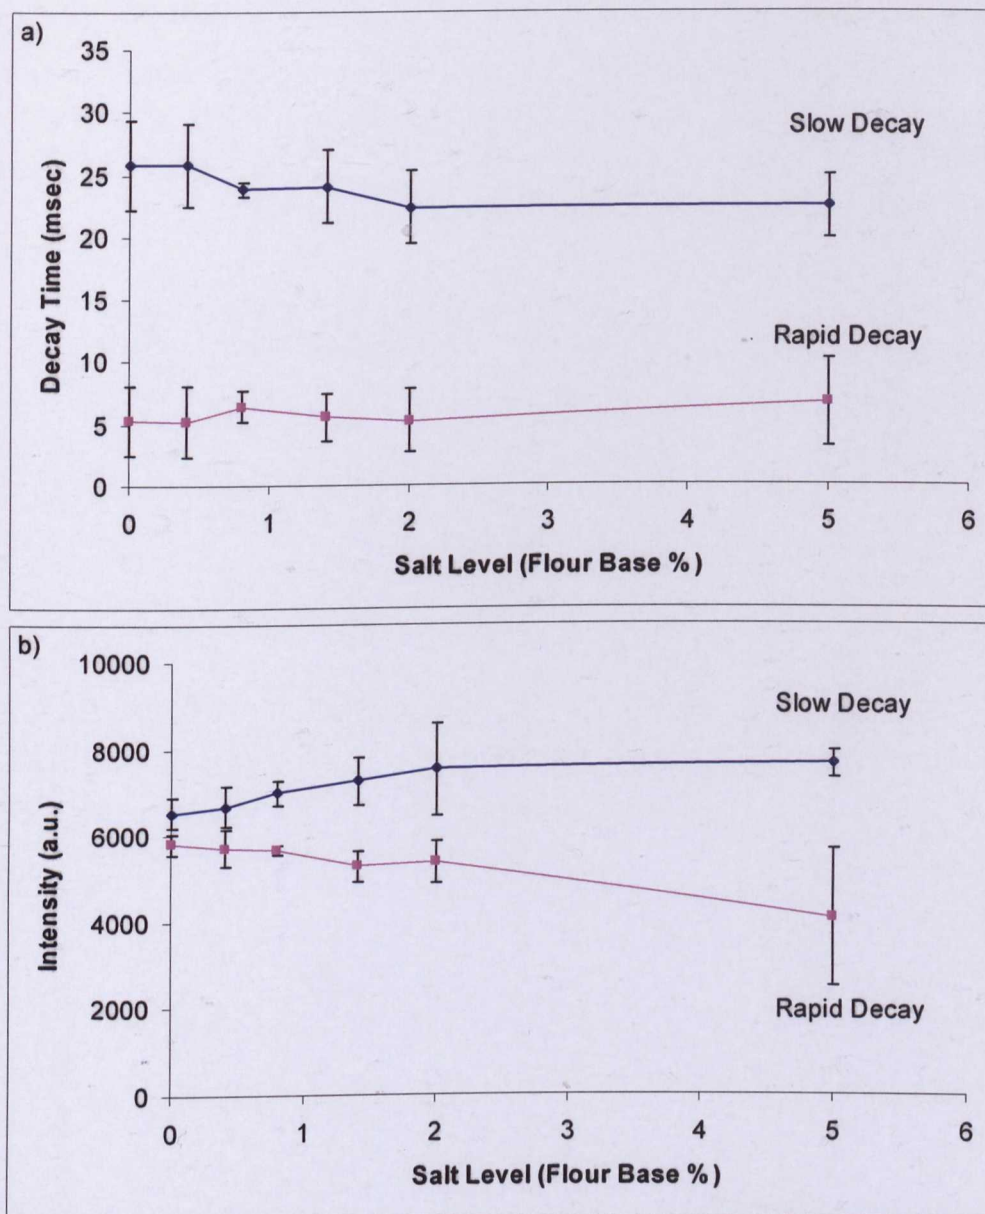 a)
35
30
25
20
15
10
5
0
Decay Time (msec)
Slow Decay
Rapid Decay
0 1 2 3 4 5 6
Salt Level (Flour Base %)
b)
10000
8000
6000
4000
2000
0
Intensity (a.u.)
Slow Decay
Rapid Decay
0 1 2 3 4 5 6
Salt Level (Flour Base %)